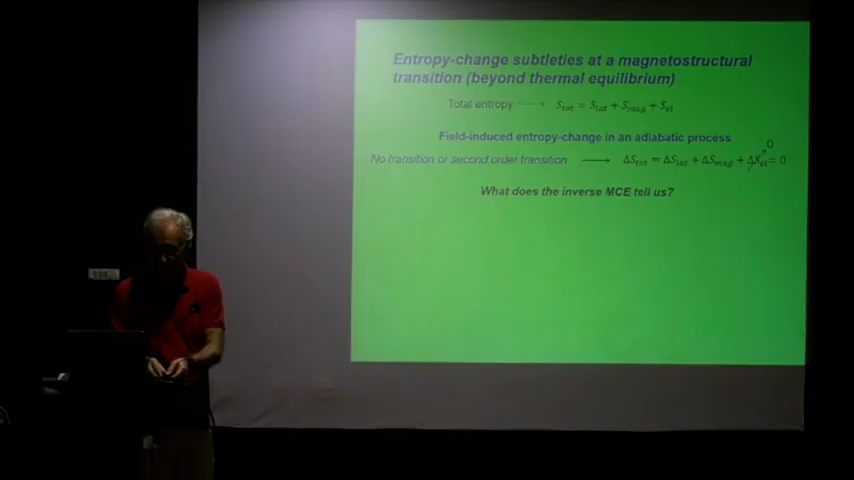 Entropy-change subtleties at a magnetostructural
transition (beyond thermal equilibrium)
Total entropy → S_tot = S_lat + S_mag + S_el
Field-induced entropy-change in an adiabatic process
0
No transition or second order transition → ΔS_tot = ΔS_lat + ΔS_mag + ΔS_el = 0
What does the inverse MCE tell us?